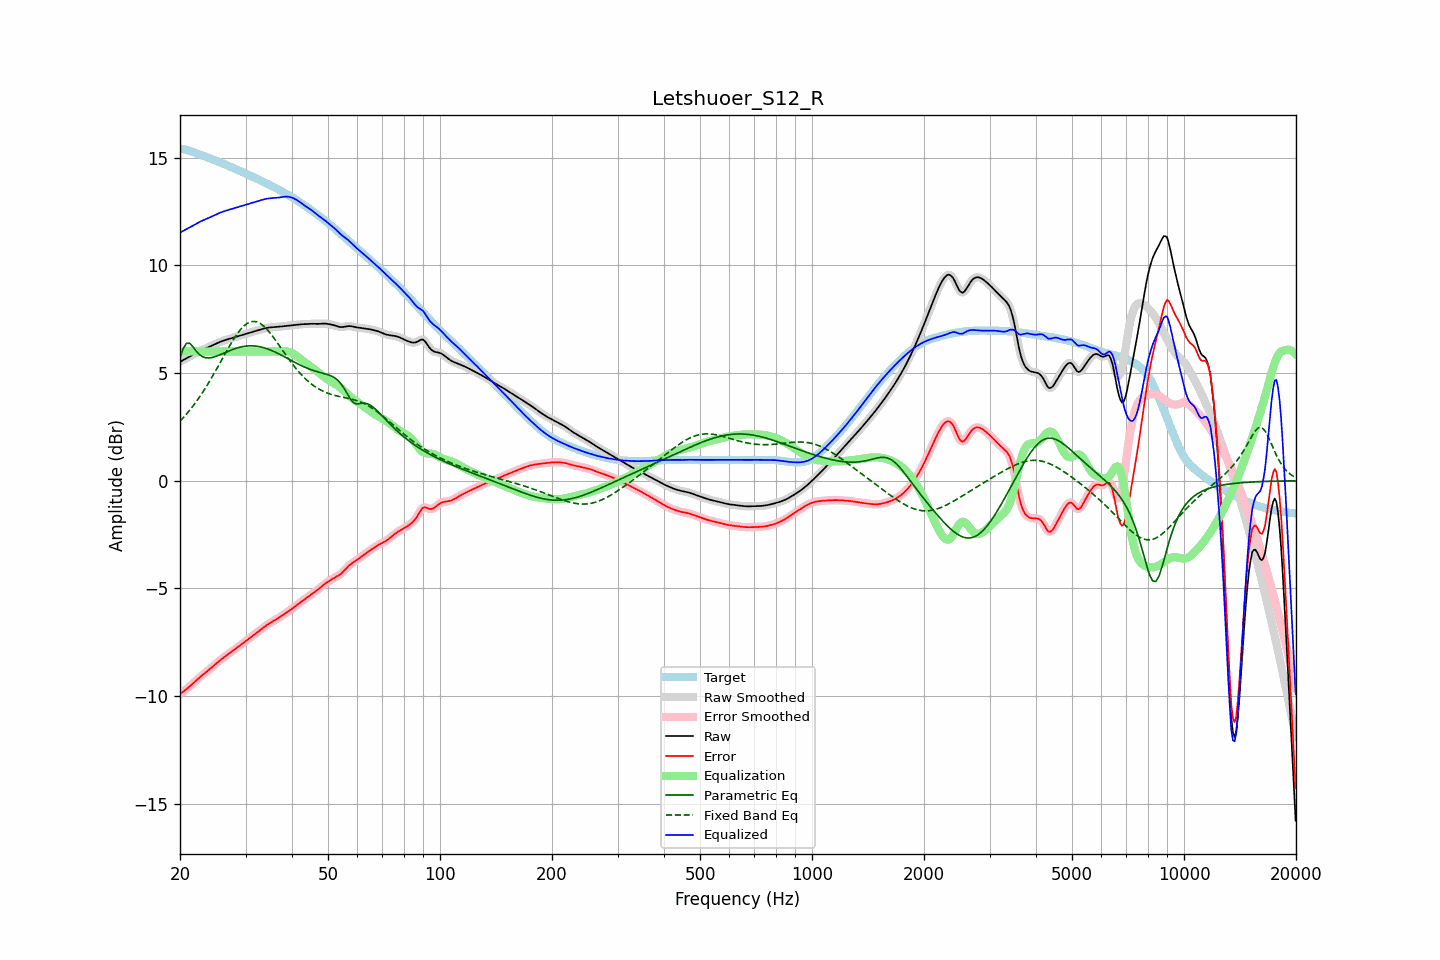 Letshuoer_S12_R
Amplitude (dBr)
15
10
5
0
−5
−10
−15
Target
Raw Smoothed
Error Smoothed
Raw
Error
Equalization
Parametric Eq
Fixed Band Eq
Equalized
20 50 100 200 500 1000 2000 5000 10000 20000
Frequency (Hz)